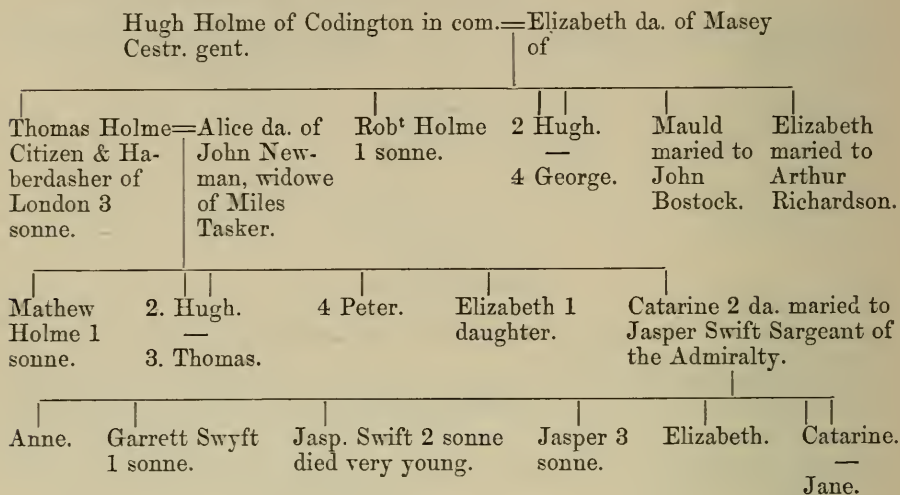 Hugh Holme of Codington in com.=Elizabeth da. of Masey
Cestr. gent.
of
Thomas Holme=Alice da. of
Citizen & Ha-
berdasher of
London 3
sonne.
John New-
man, widowe
of Miles
Tasker.
Robᵗ Holme
1 sonne.
2 Hugh.
—
4 George.
Mauld
maried to
John
Bostock.
Elizabeth
maried to
Arthur
Richardson.
Mathew
Holme 1
sonne.
2. Hugh.
—
3. Thomas.
4 Peter.
Elizabeth 1
daughter.
Catarine 2 da. maried to
Jasper Swift Sargeant of
the Admiralty.
Anne.
Garrett Swyft
1 sonne.
Jasp. Swift 2 sonne
died very young.
Jasper 3
sonne.
Elizabeth.
Catarine.
—
Jane.